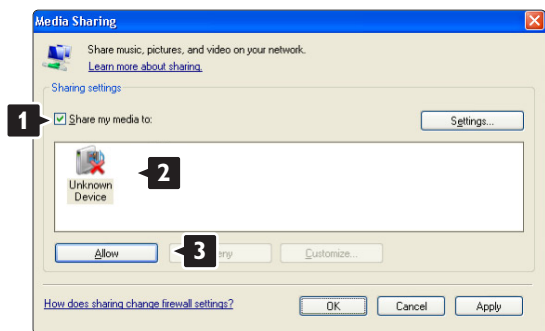 Media Sharing
Share music, pictures, and video on your network.
Learn more about sharing.
Sharing settings
1
Share my media to:
Settings...
Unknown
Device
2
Allow
3
Customize...
How does sharing change firewall settings?
OK
Cancel
Apply